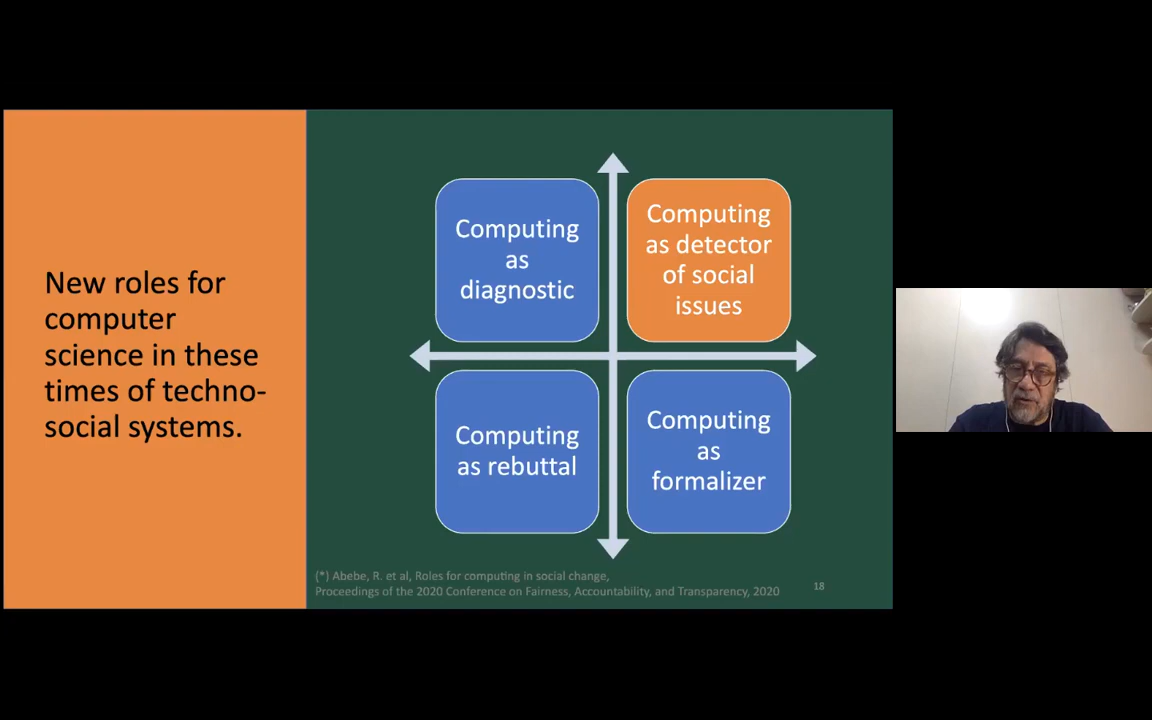 New roles for
computer
science in these
times of techno-
social systems.
Computing
as
diagnostic
Computing
as detector
of social
issues
Computing
as rebuttal
Computing
as
formalizer
(*) Abebe, R. et al, Roles for computing in social change,
Proceedings of the 2020 Conference on Fairness, Accountability, and Transparency, 2020
18